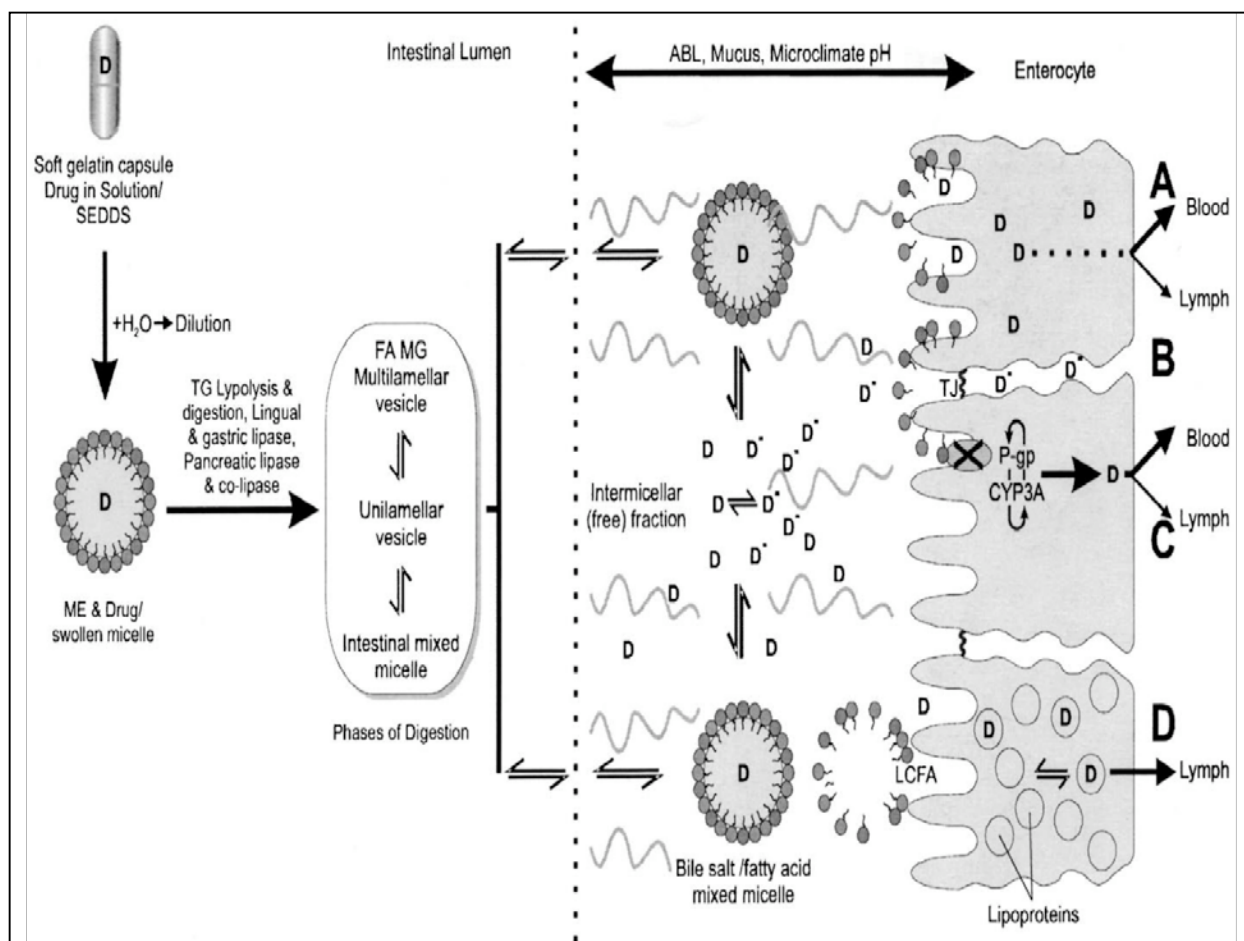 Intestinal Lumen
ABL, Mucus, Microclimate pH
Enterocyte
D
Soft gelatin capsule
Drug in Solution/
SEDDS
+H₂O→Dilution
D
ME & Drug/
swollen micelle
TG Lypolysis &
digestion, Lingual
& gastric lipase,
Pancreatic lipase
& co-lipase
FA MG
Multilamellar
vesicle
Unilamellar
vesicle
Intestinal mixed
micelle
Phases of Digestion
D
D
D
D
D
D
D
D
A
Blood
Lymph
B
D
D*
TJ
D*
D*
D
D*
D*
D*
Intermicellar
(free) fraction
D
D*
D*
D
D*
D
D
D
D
D
P-gp
CYP3A
D
Blood
Lymph
C
D
Bile salt /fatty acid
mixed micelle
LCFA
D
D
D
D
D
Lymph
Lipoproteins